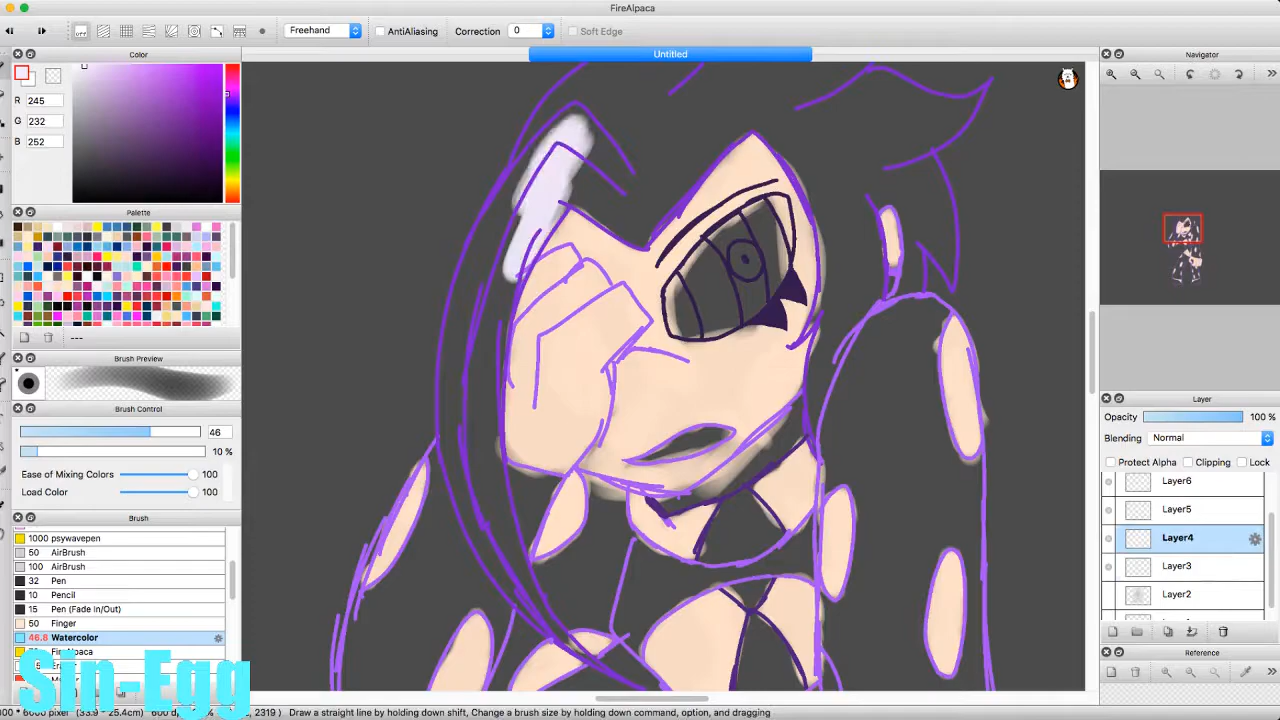 FireAlpaca
OFF
Freehand
AntiAliasing
Correction
0
Soft Edge
Color
Untitled
Navigator
R 245
G 232
B 252
Palette
---
Brush Preview
Brush Control
46
10 %
Ease of Mixing Colors 100
Load Color 100
Brush
1000 psywavepen
50 AirBrush
100 AirBrush
32 Pen
10 Pencil
15 Pen (Fade In/Out)
50 Finger
46.8 Watercolor
Sin-Egg
Layer
Opacity 100 %
Blending Normal
Protect Alpha Clipping Lock
Layer6
Layer5
Layer4
Layer3
Layer2
Reference
2319 ) Draw a straight line by holding down shift, Change a brush size by holding down command, option, and dragging